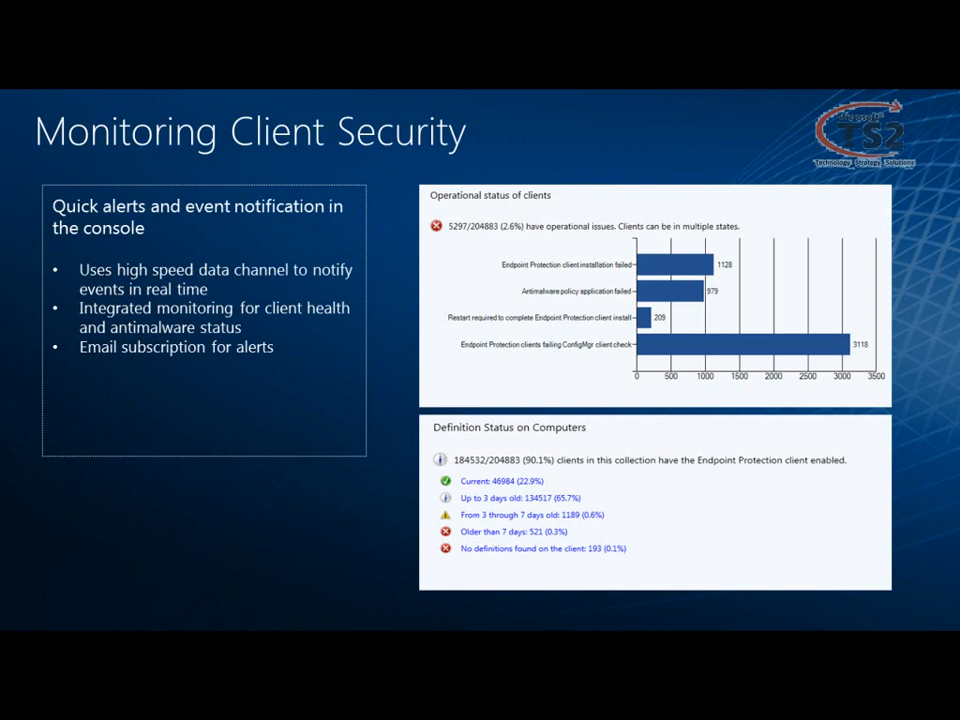 Monitoring Client Security
Microsoft
TS2
Technology Strategy Solutions
Quick alerts and event notification in
the console
• Uses high speed data channel to notify
events in real time
• Integrated monitoring for client health
and antimalware status
• Email subscription for alerts
Operational status of clients
5297/204883 (2.6%) have operational issues. Clients can be in multiple states.
Endpoint Protection client installation failed 1128
Antimalware policy application failed 979
Restart required to complete Endpoint Protection client install 209
Endpoint Protection clients failing ConfigMgr client check 3118
0 500 1000 1500 2000 2500 3000 3500
Definition Status on Computers
184532/204883 (90.1%) clients in this collection have the Endpoint Protection client enabled.
Current: 46984 (22.9%)
Up to 3 days old: 134517 (65.7%)
From 3 through 7 days old: 1189 (0.6%)
Older than 7 days: 521 (0.3%)
No definitions found on the client: 193 (0.1%)